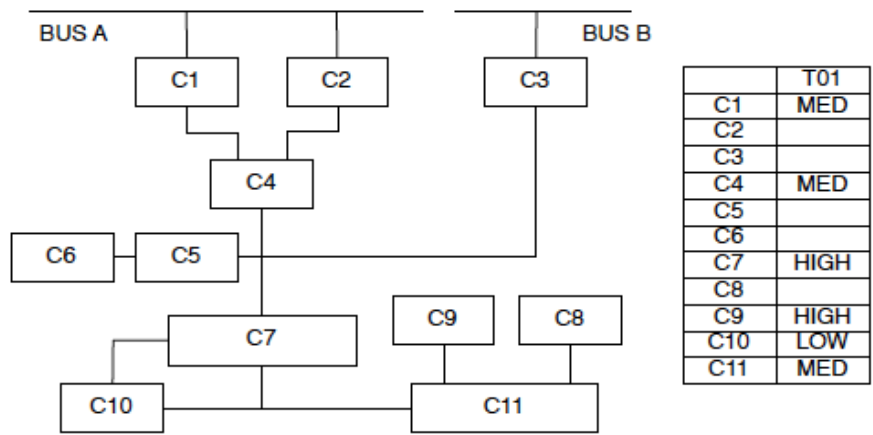 BUS A
BUS B
C1
C2
C3
C4
C6
C5
C7
C9
C8
C10
C11
T01
C1 MED
C2
C3
C4 MED
C5
C6
C7 HIGH
C8
C9 HIGH
C10 LOW
C11 MED